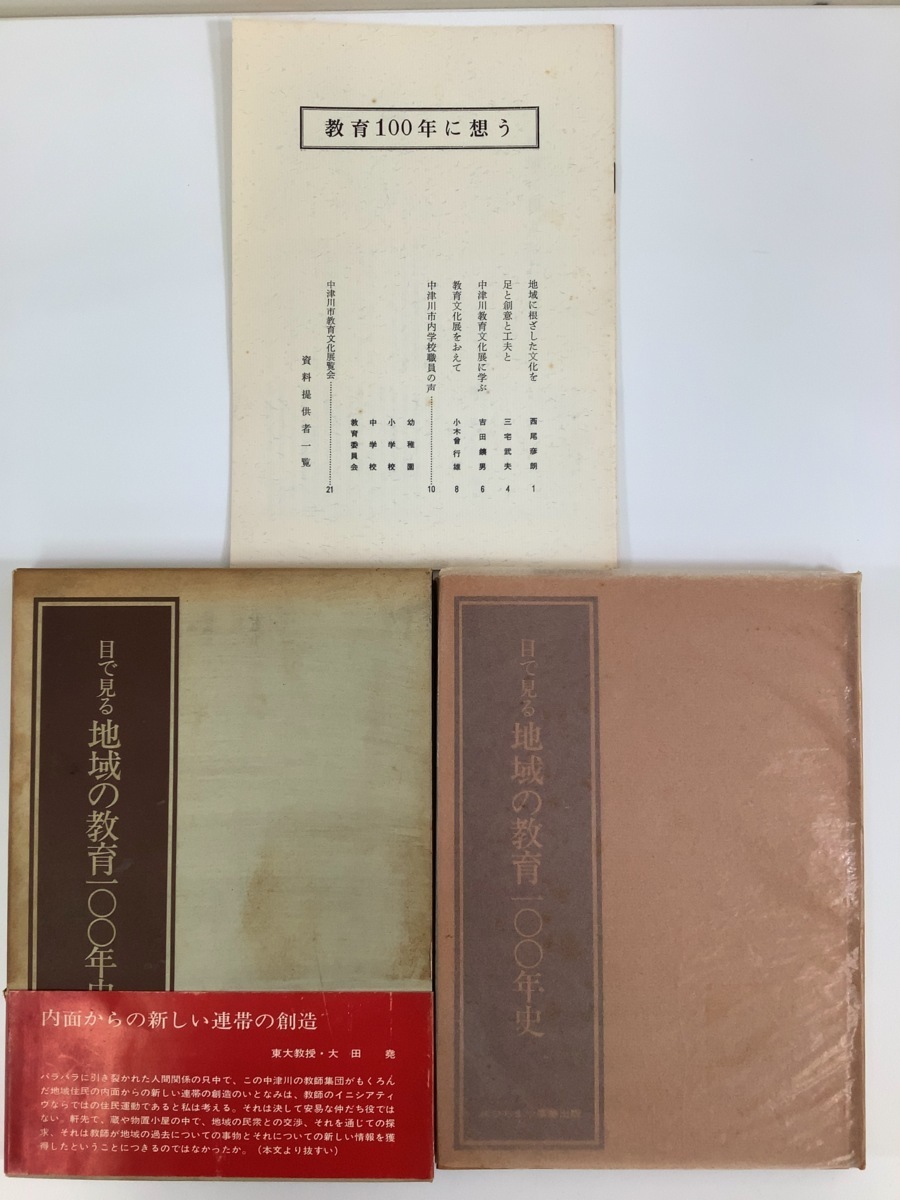 教育100年に想う
地域に根ざした文化を 西尾彦朗 1
足と創意と工夫と 三宅武夫 4
中津川教育文化展に学ぶ 吉田鑛男 6
教育文化展をおえて 小木曽行雄 8
中津川市内学校職員の声 10
幼稚園
小学校
中学校
教育委員会
中津川市教育文化展覧会 21
資料提供者一覧
目で見る 地域の教育一〇〇年史
内面からの新しい連帯の創造
東大教授・大田 堯
バラバラに引き裂かれた人間関係の只中で、この中津川の教師集団がもくろん
だ地域住民の内面からの新しい連帯の創造のいとなみは、教師のイニシアティ
ヴならではの住民運動であると私は考える。それは決して安易な仲だち役では
ない。軒先で、蔵や物置小屋の中で、地域の民衆との交渉、それを通じての探
求、それは教師が地域の過去についての事物とそれについての新しい情報を獲
得したということにつきるのではなかったか。(本文より抜すい)
目で見る 地域の教育一〇〇年史